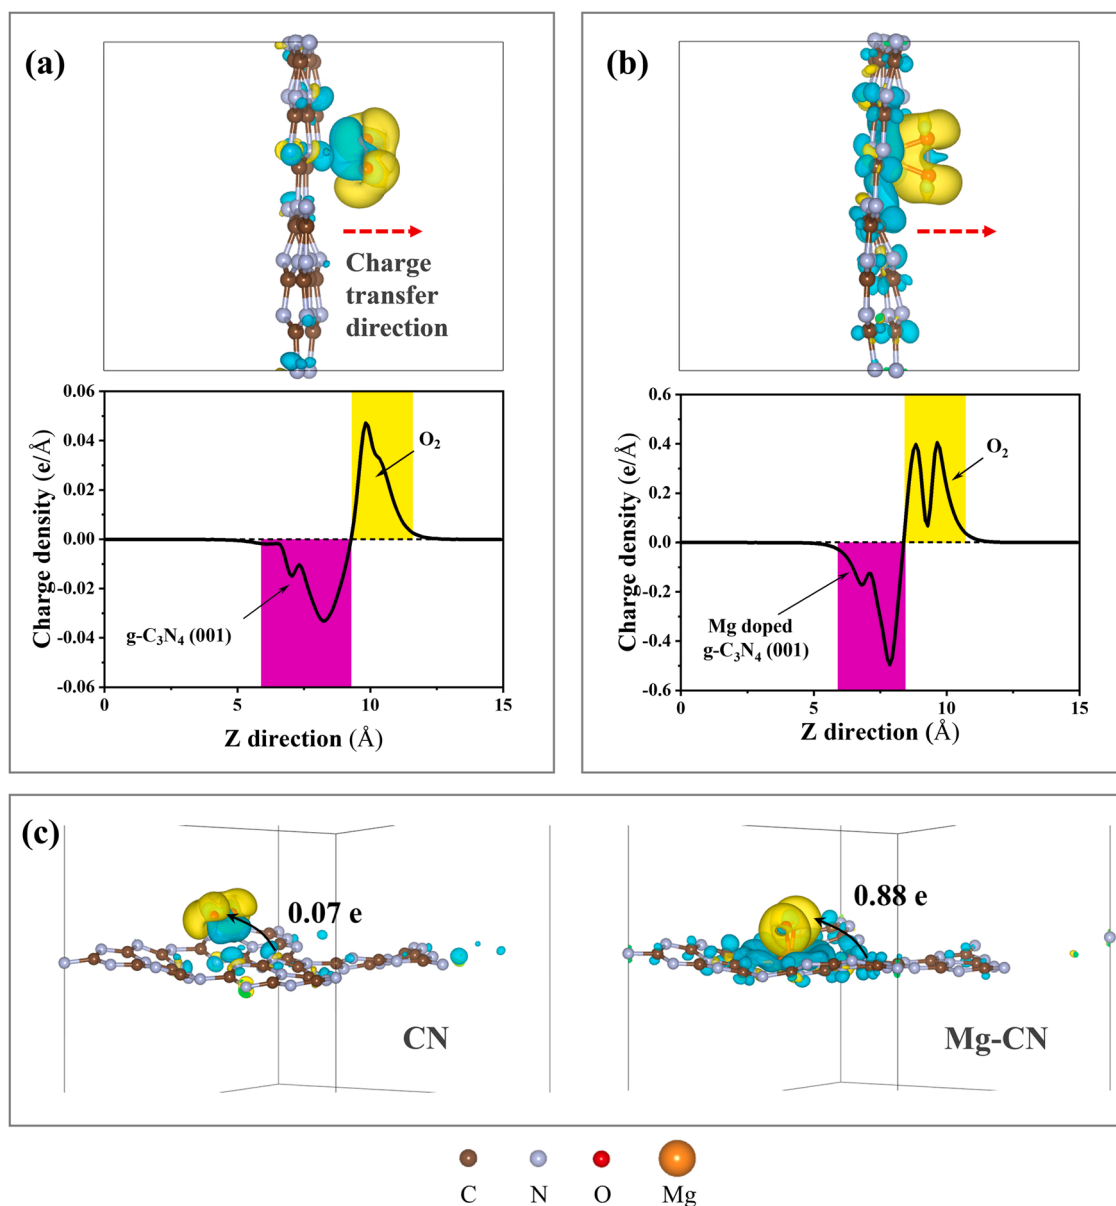 (a)
Charge
transfer
direction
0.06
0.04
0.02
0.00
-0.02
-0.04
-0.06
Charge density (e/Å)
O₂
g-C₃N₄ (001)
0 5 10 15
Z direction (Å)
(b)
0.6
0.4
0.2
0.0
-0.2
-0.4
-0.6
Charge density (e/Å)
O₂
Mg doped
g-C₃N₄ (001)
0 5 10 15
Z direction (Å)
(c)
0.07 e
CN
0.88 e
Mg-CN
C N O Mg